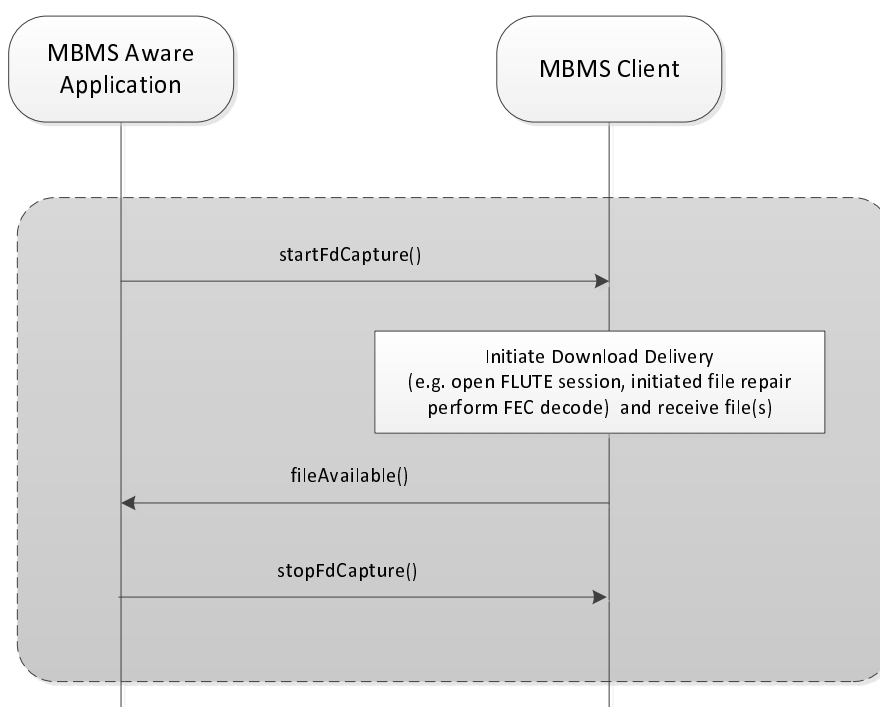 MBMS Aware
Application
MBMS Client
startFdCapture()
Initiate Download Delivery
(e.g. open FLUTE session, initiated file repair
perform FEC decode)  and receive file(s)
fileAvailable()
stopFdCapture()